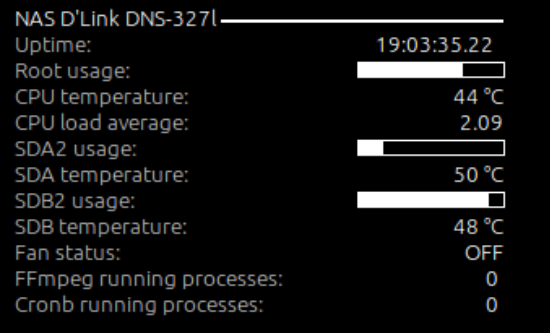 NAS D'Link DNS-327l
Uptime: 19:03:35.22
Root usage:
CPU temperature: 44 °C
CPU load average: 2.09
SDA2 usage:
SDA temperature: 50 °C
SDB2 usage:
SDB temperature: 48 °C
Fan status: OFF
FFmpeg running processes: 0
Cronb running processes: 0